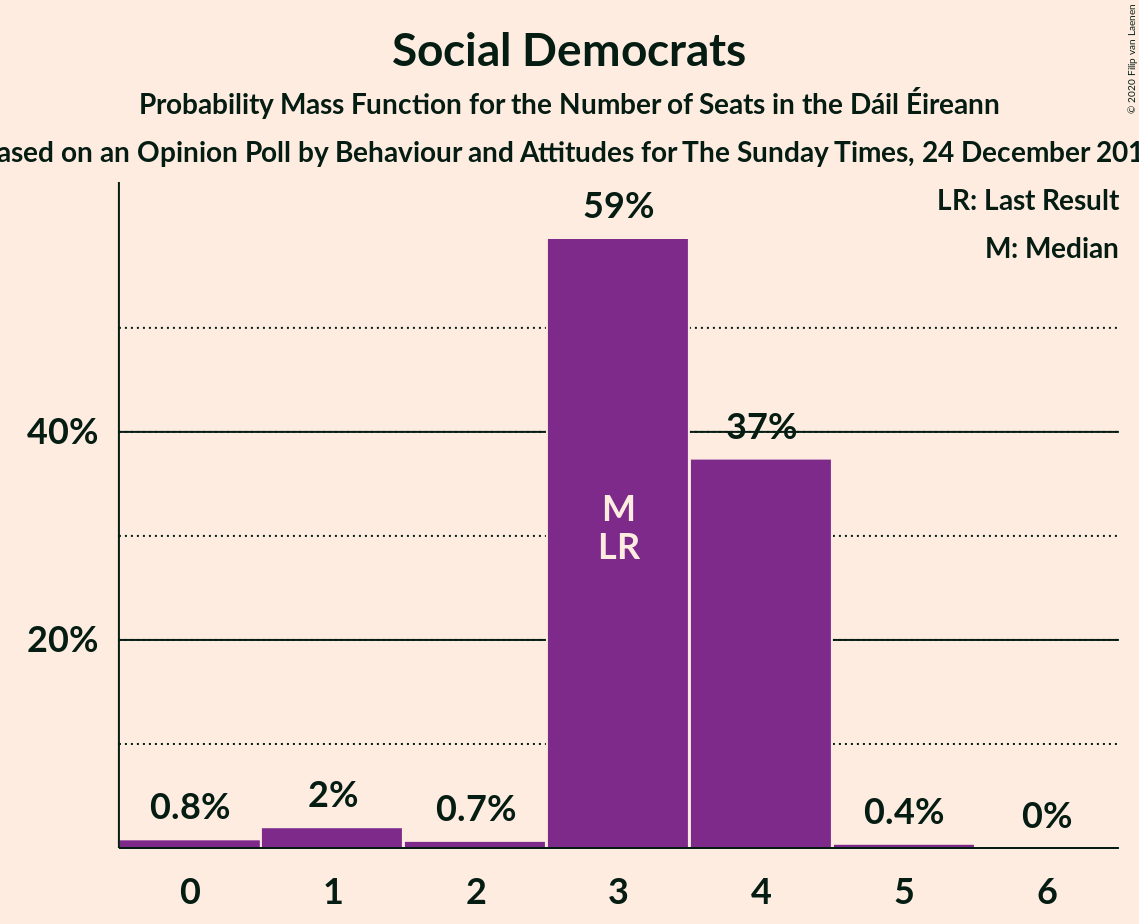 Social Democrats
Probability Mass Function for the Number of Seats in the Dáil Éireann
ased on an Opinion Poll by Behaviour and Attitudes for The Sunday Times, 24 December 201
© 2020 Filip van Laenen
LR: Last Result
M: Median
59%
40%
37%
M
LR
20%
0.8%
2%
0.7%
0.4%
0%
0 1 2 3 4 5 6